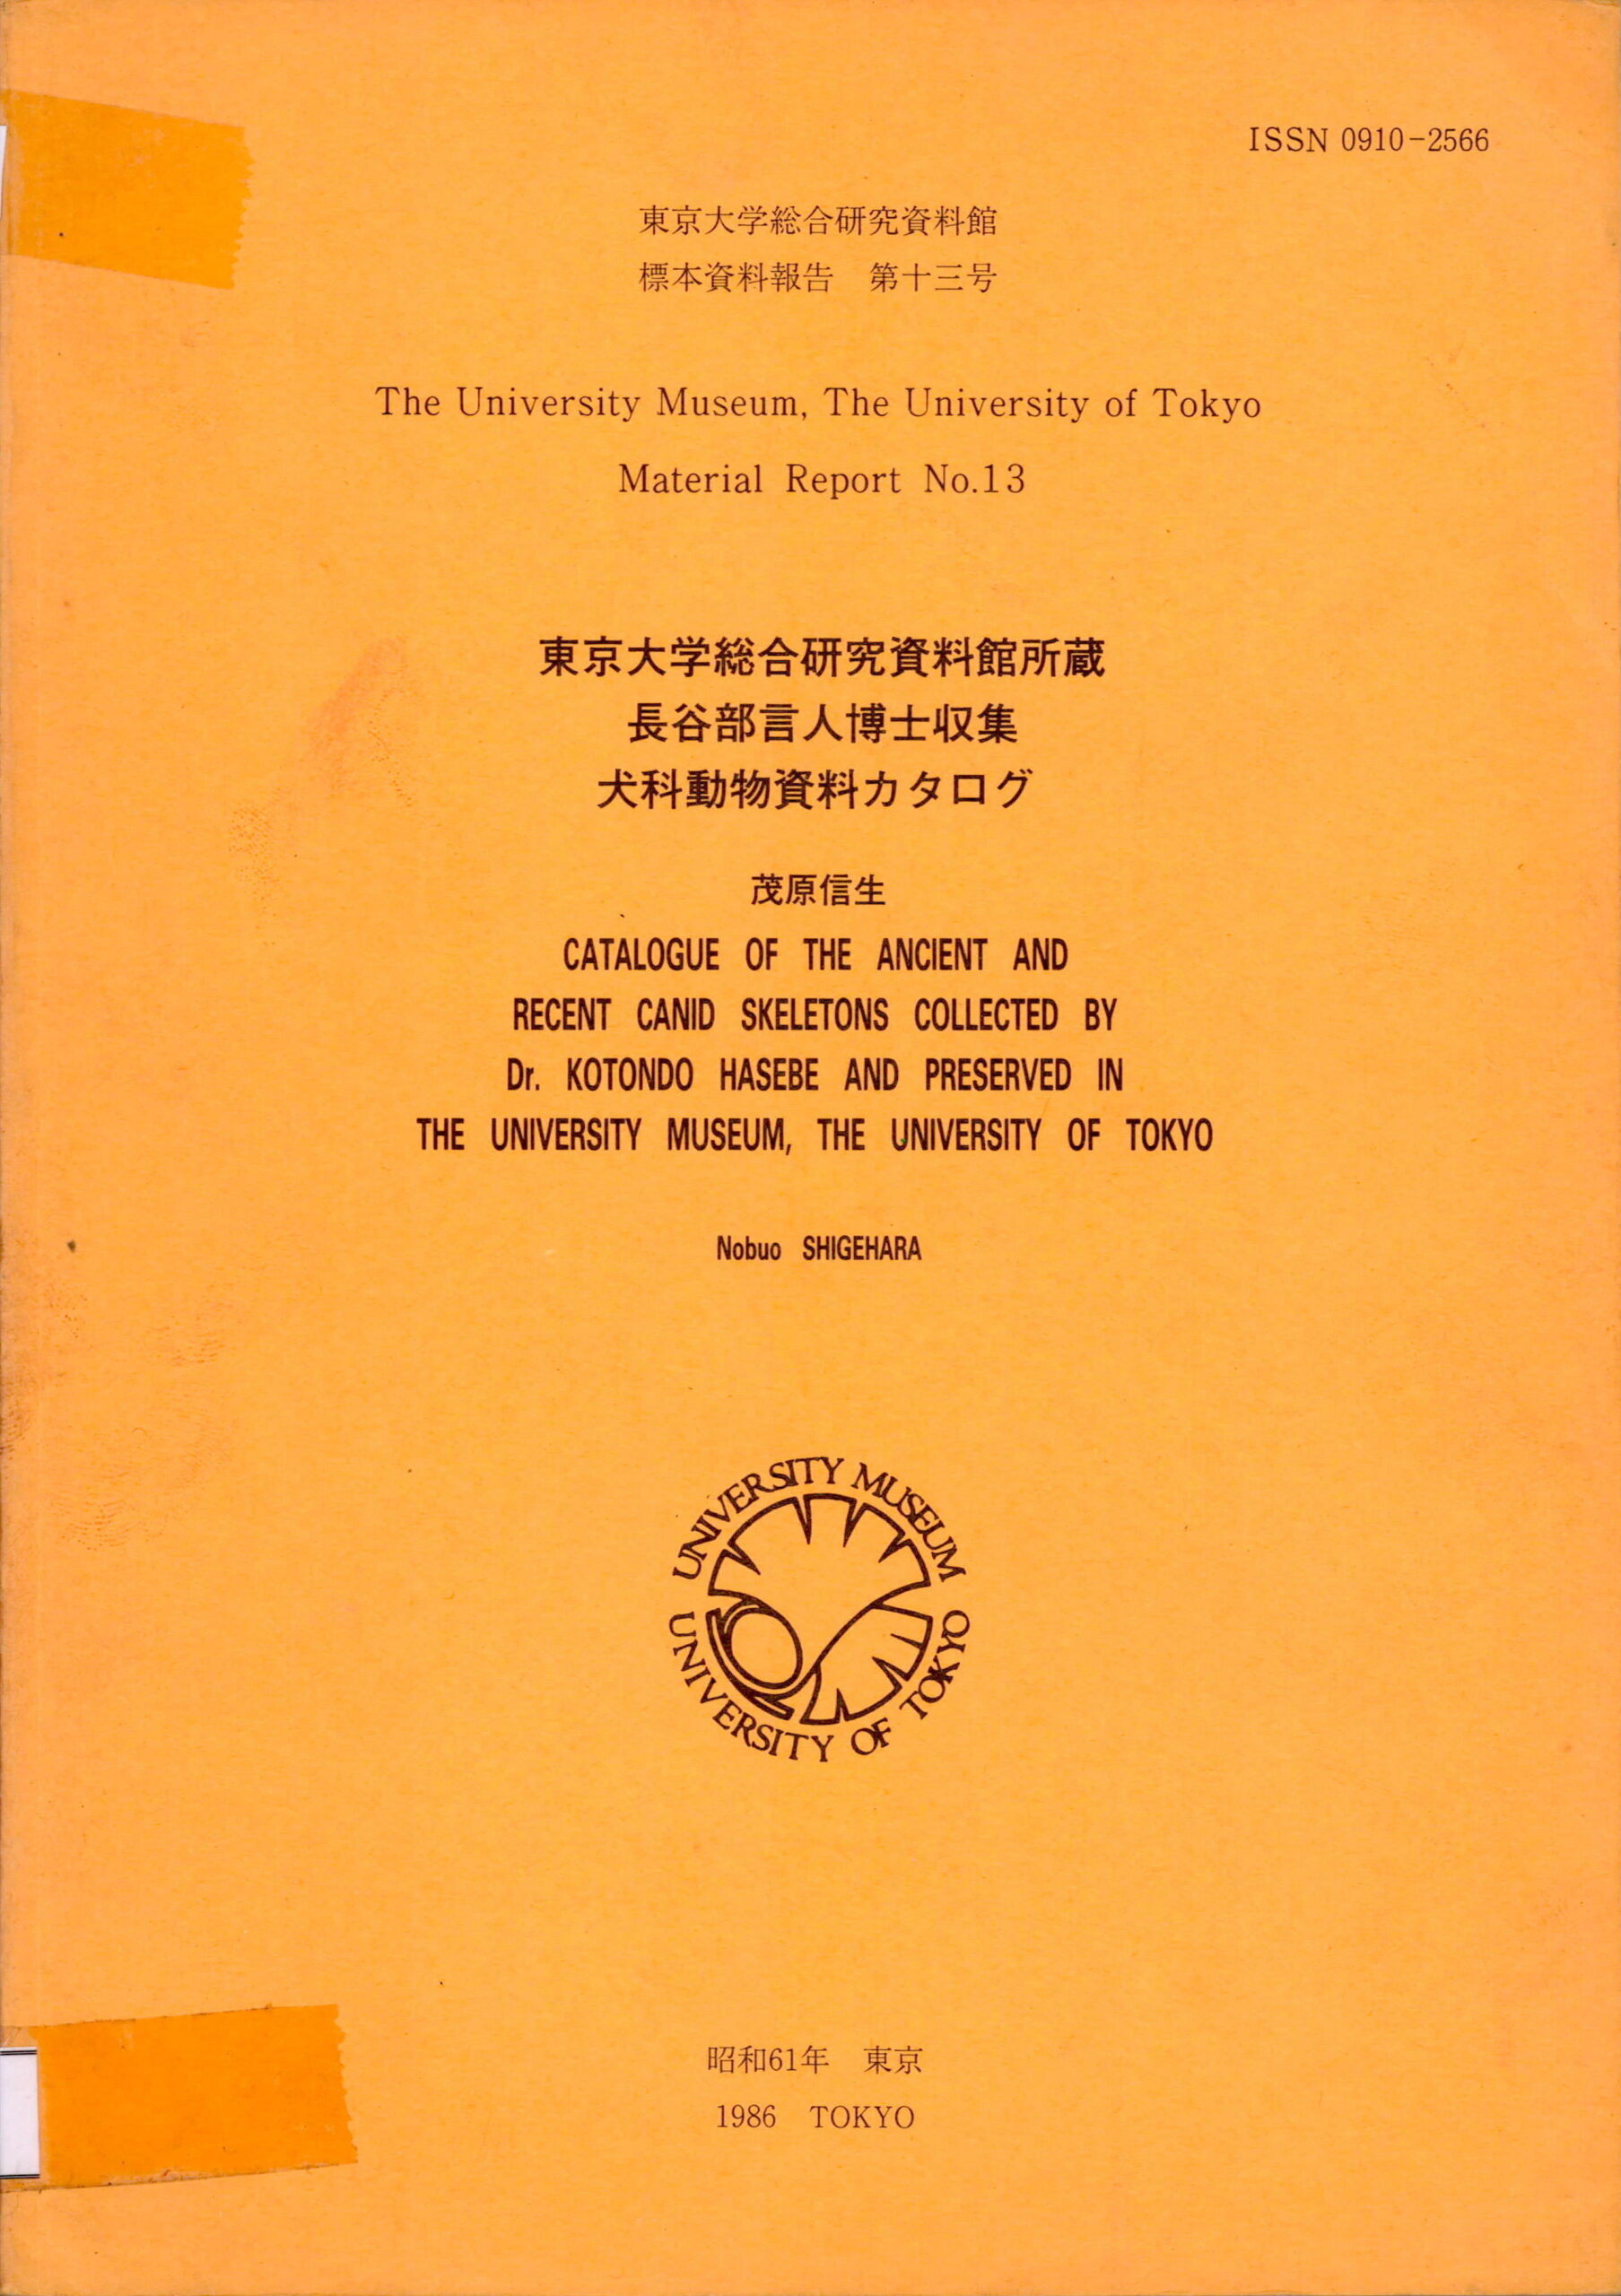 ISSN 0910-2566
東京大学総合研究資料館
標本資料報告 第十三号
The University Museum, The University of Tokyo
Material Report No.13
東京大学総合研究資料館所蔵
長谷部言人博士収集
犬科動物資料カタログ
茂原信生
CATALOGUE OF THE ANCIENT AND
RECENT CANID SKELETONS COLLECTED BY
Dr. KOTONDO HASEBE AND PRESERVED IN
THE UNIVERSITY MUSEUM, THE UNIVERSITY OF TOKYO
Nobuo SHIGEHARA
UNIVERSITY MUSEUM
UNIVERSITY OF TOKYO
昭和61年 東京
1986 TOKYO